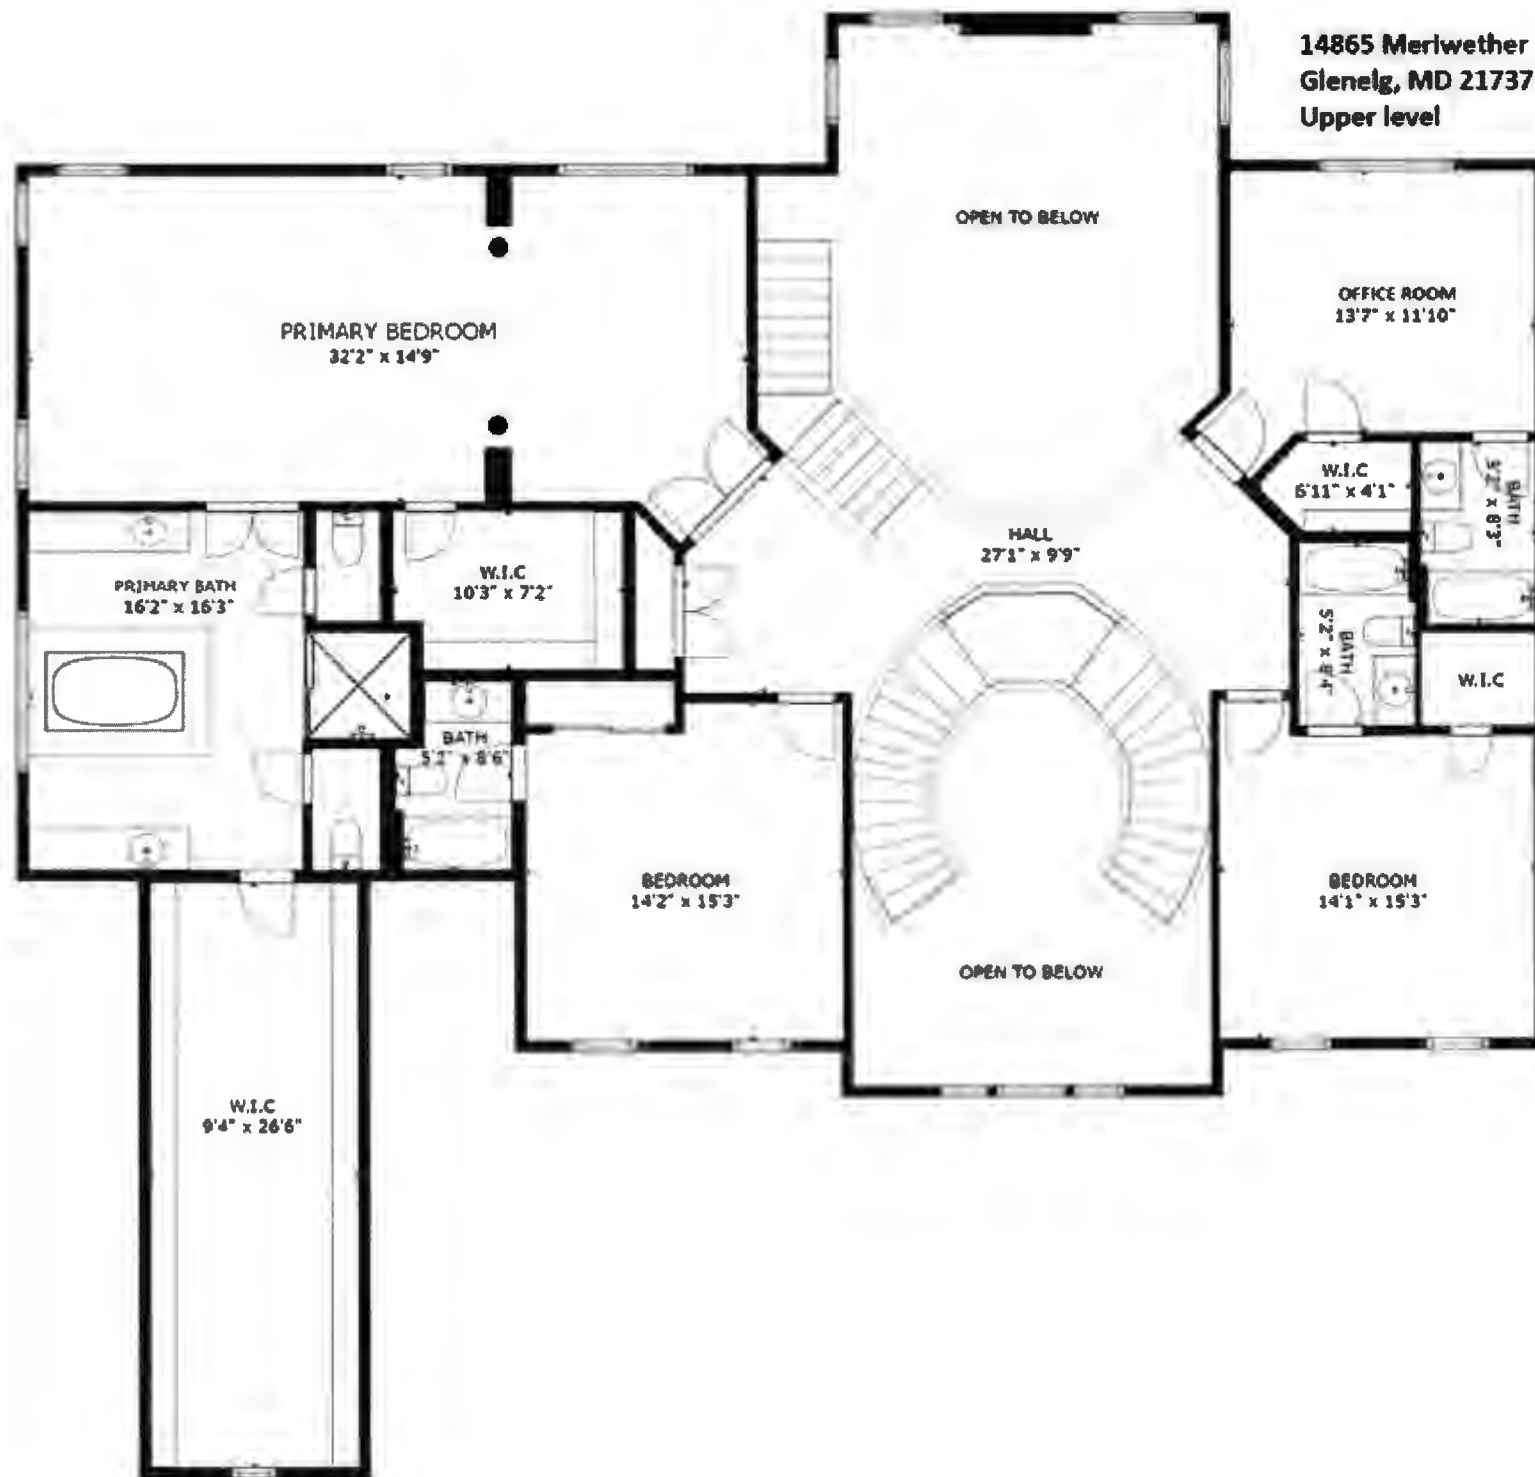 14865 Meriwether
Glenelg, MD 21737
Upper level
OPEN TO BELOW
OFFICE ROOM
13'7" x 11'10"
PRIMARY BEDROOM
32'2" x 14'9"
W.I.C
6'11" x 4'1"
BATH
5'2" x 8'3"
HALL
27'1" x 9'9"
W.I.C
10'3" x 7'2"
PRIMARY BATH
16'2" x 16'3"
BATH
5'2" x 8'4"
W.I.C
BATH
5'2" x 8'6"
BEDROOM
14'2" x 15'3"
BEDROOM
14'1" x 15'3"
OPEN TO BELOW
W.I.C
9'4" x 26'6"